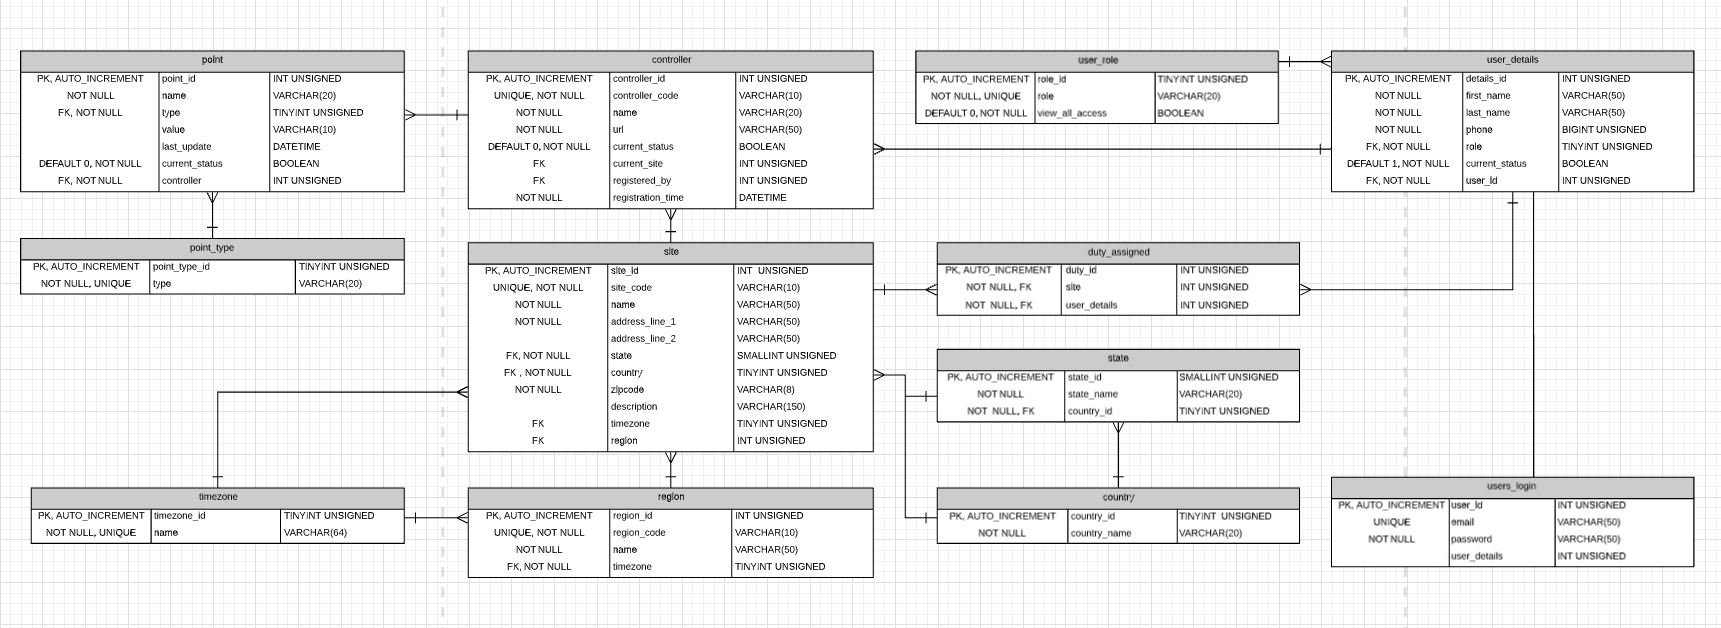 point
PK, AUTO_INCREMENT point_id INT UNSIGNED
NOT NULL name VARCHAR(20)
FK, NOT NULL type TINYINT UNSIGNED
value VARCHAR(10)
last_update DATETIME
DEFAULT 0, NOT NULL current_status BOOLEAN
FK, NOT NULL controller INT UNSIGNED
controller
PK, AUTO_INCREMENT controller_id INT UNSIGNED
UNIQUE, NOT NULL controller_code VARCHAR(10)
NOT NULL name VARCHAR(20)
NOT NULL url VARCHAR(50)
DEFAULT 0, NOT NULL current_status BOOLEAN
FK current_site INT UNSIGNED
FK registered_by INT UNSIGNED
NOT NULL registration_time DATETIME
user_role
PK, AUTO_INCREMENT role_id TINYINT UNSIGNED
NOT NULL, UNIQUE role VARCHAR(20)
DEFAULT 0, NOT NULL view_all_access BOOLEAN
user_details
PK, AUTO_INCREMENT details_id INT UNSIGNED
NOT NULL first_name VARCHAR(50)
NOT NULL last_name VARCHAR(50)
NOT NULL phone BIGINT UNSIGNED
FK, NOT NULL role TINYINT UNSIGNED
DEFAULT 1, NOT NULL current_status BOOLEAN
FK, NOT NULL user_id INT UNSIGNED
point_type
PK, AUTO_INCREMENT point_type_id TINYINT UNSIGNED
NOT NULL, UNIQUE type VARCHAR(20)
site
PK, AUTO_INCREMENT site_id INT UNSIGNED
UNIQUE, NOT NULL site_code VARCHAR(10)
NOT NULL name VARCHAR(50)
NOT NULL address_line_1 VARCHAR(50)
address_line_2 VARCHAR(50)
FK, NOT NULL state SMALLINT UNSIGNED
FK , NOT NULL country TINYINT UNSIGNED
NOT NULL zipcode VARCHAR(8)
description VARCHAR(150)
FK timezone TINYINT UNSIGNED
FK region INT UNSIGNED
duty_assigned
PK, AUTO_INCREMENT duty_id INT UNSIGNED
NOT NULL, FK site INT UNSIGNED
NOT NULL, FK user_details INT UNSIGNED
state
PK, AUTO_INCREMENT state_id SMALLINT UNSIGNED
NOT NULL state_name VARCHAR(20)
NOT NULL, FK country_id TINYINT UNSIGNED
timezone
PK, AUTO_INCREMENT timezone_id TINYINT UNSIGNED
NOT NULL, UNIQUE name VARCHAR(64)
region
PK, AUTO_INCREMENT region_id INT UNSIGNED
UNIQUE, NOT NULL region_code VARCHAR(10)
NOT NULL name VARCHAR(50)
FK, NOT NULL timezone TINYINT UNSIGNED
country
PK, AUTO_INCREMENT country_id TINYINT UNSIGNED
NOT NULL country_name VARCHAR(20)
users_login
PK, AUTO_INCREMENT user_id INT UNSIGNED
UNIQUE email VARCHAR(50)
NOT NULL password VARCHAR(50)
user_details INT UNSIGNED